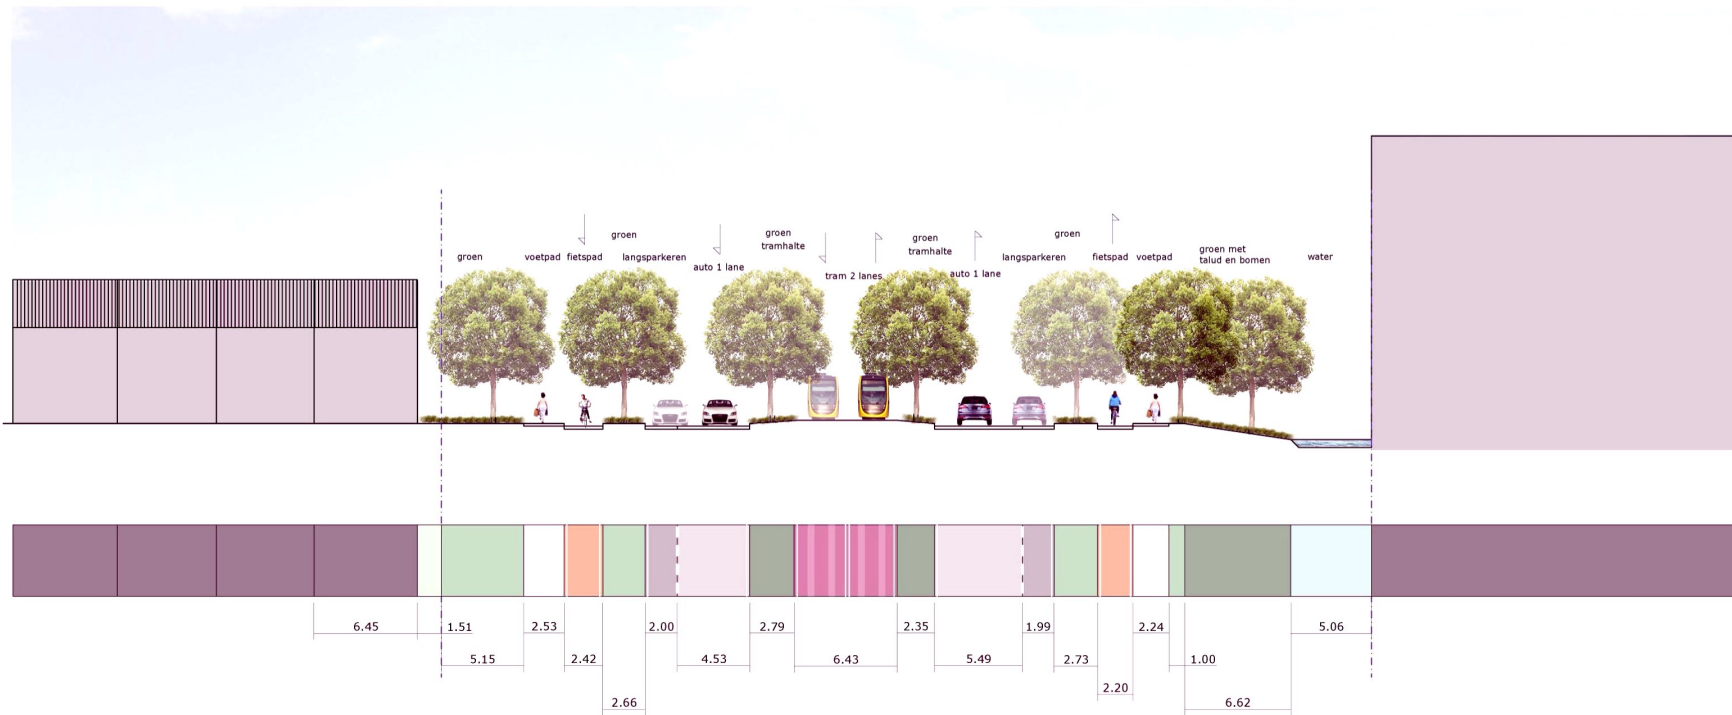 groen
voetpad
fietspad
groen
langsparkeren
auto 1 lane
groen
tramhalte
tram 2 lanes
groen
tramhalte
auto 1 lane
langsparkeren
groen
fietspad
voetpad
groen met
talud en bomen
water
6.45
1.51
2.53
2.00
2.79
2.35
1.99
2.24
5.06
5.15
2.42
4.53
6.43
5.49
2.73
1.00
2.20
2.66
6.62